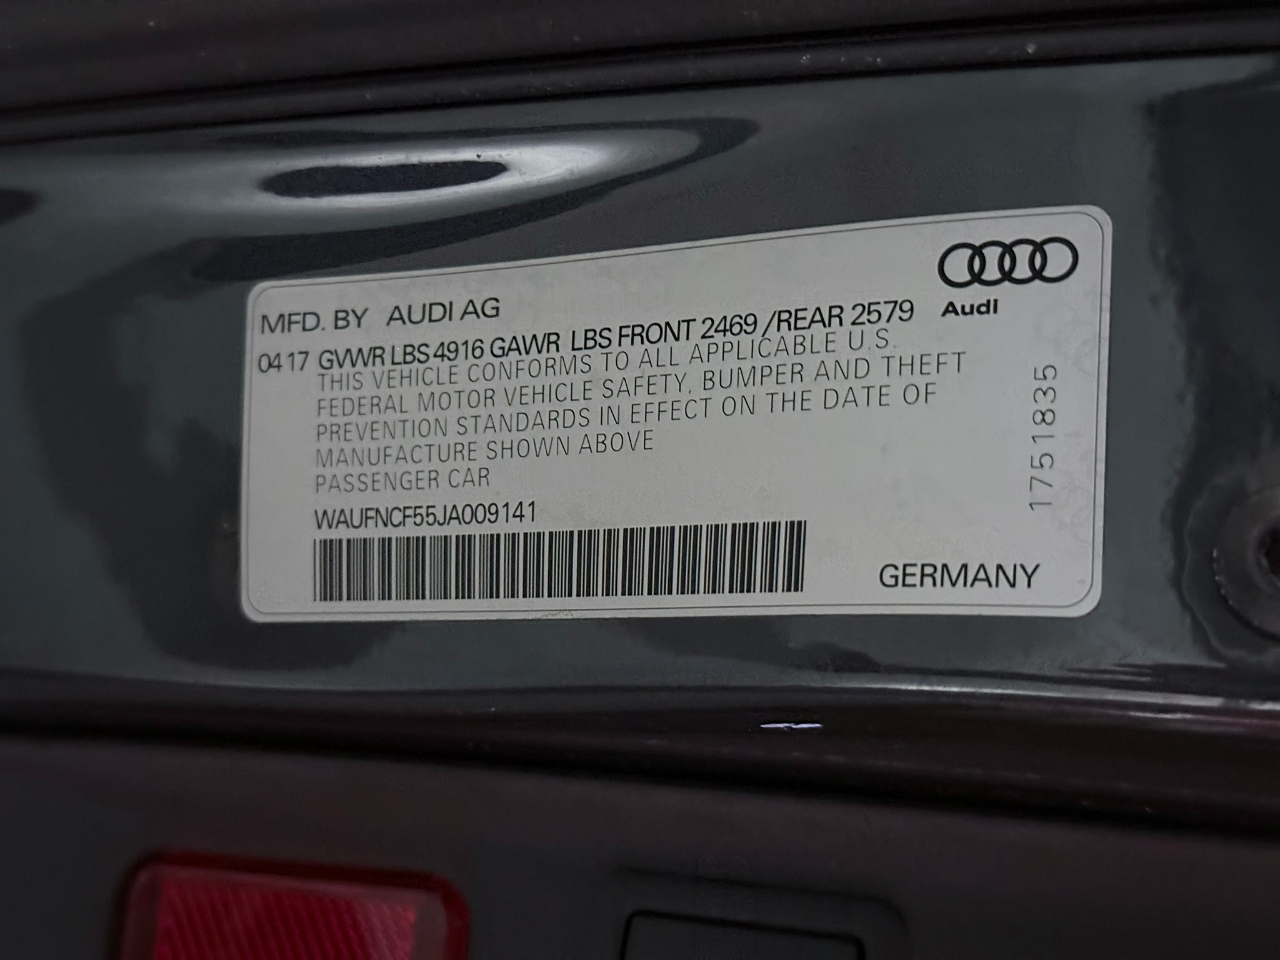 MFD. BY AUDI AG
Audi
04 17 GVWR LBS 4916 GAWR LBS FRONT 2469 /REAR 2579
THIS VEHICLE CONFORMS TO ALL APPLICABLE U.S.
FEDERAL MOTOR VEHICLE SAFETY, BUMPER AND THEFT
PREVENTION STANDARDS IN EFFECT ON THE DATE OF
MANUFACTURE SHOWN ABOVE
PASSENGER CAR
WAUFNCF55JA009141
GERMANY
1751835